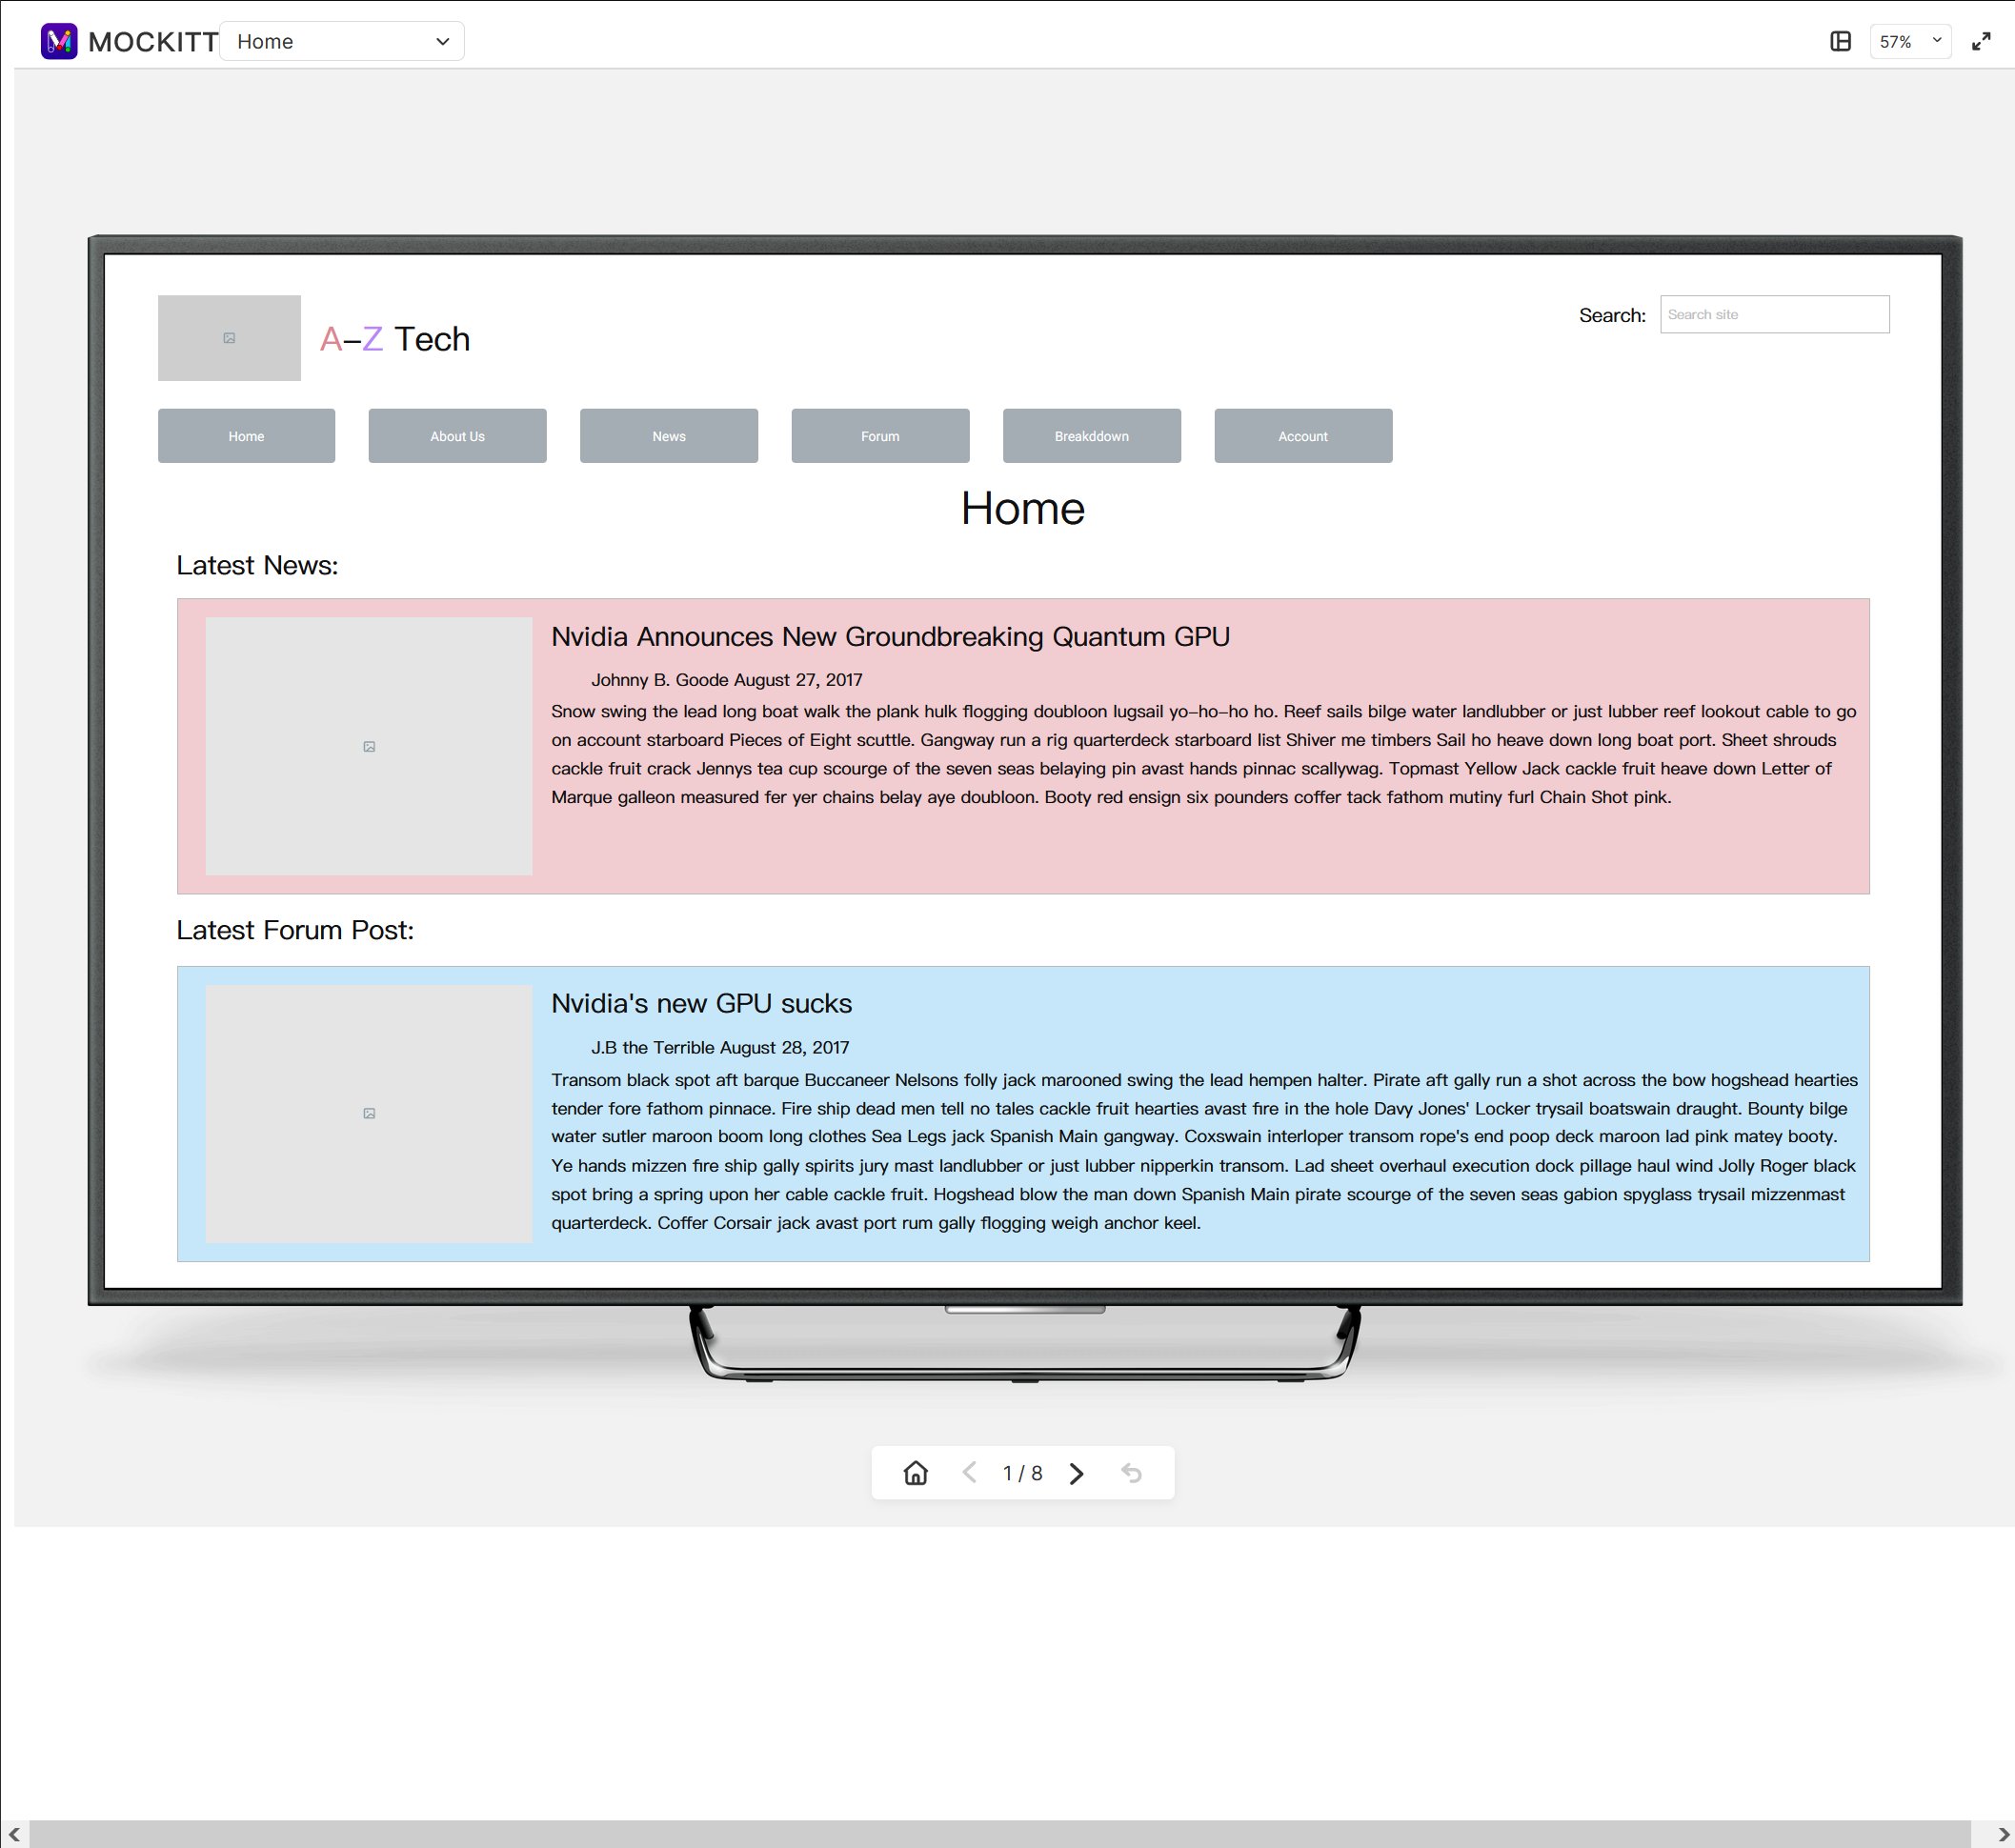 MOCKITT Home 57%
A-Z Tech
Search: Search site
Home About Us News Forum Breakddown Account
Home
Latest News:
Nvidia Announces New Groundbreaking Quantum GPU
Johnny B. Goode August 27, 2017
Snow swing the lead long boat walk the plank hulk flogging doubloon lugsail yo-ho-ho ho. Reef sails bilge water landlubber or just lubber reef lookout cable to go
on account starboard Pieces of Eight scuttle. Gangway run a rig quarterdeck starboard list Shiver me timbers Sail ho heave down long boat port. Sheet shrouds
cackle fruit crack Jennys tea cup scourge of the seven seas belaying pin avast hands pinnac scallywag. Topmast Yellow Jack cackle fruit heave down Letter of
Marque galleon measured fer yer chains belay aye doubloon. Booty red ensign six pounders coffer tack fathom mutiny furl Chain Shot pink.
Latest Forum Post:
Nvidia's new GPU sucks
J.B the Terrible August 28, 2017
Transom black spot aft barque Buccaneer Nelsons folly jack marooned swing the lead hempen halter. Pirate aft gally run a shot across the bow hogshead hearties
tender fore fathom pinnace. Fire ship dead men tell no tales cackle fruit hearties avast fire in the hole Davy Jones' Locker trysail boatswain draught. Bounty bilge
water sutler maroon boom long clothes Sea Legs jack Spanish Main gangway. Coxswain interloper transom rope's end poop deck maroon lad pink matey booty.
Ye hands mizzen fire ship gally spirits jury mast landlubber or just lubber nipperkin transom. Lad sheet overhaul execution dock pillage haul wind Jolly Roger black
spot bring a spring upon her cable cackle fruit. Hogshead blow the man down Spanish Main pirate scourge of the seven seas gabion spyglass trysail mizzenmast
quarterdeck. Coffer Corsair jack avast port rum gally flogging weigh anchor keel.
1 / 8